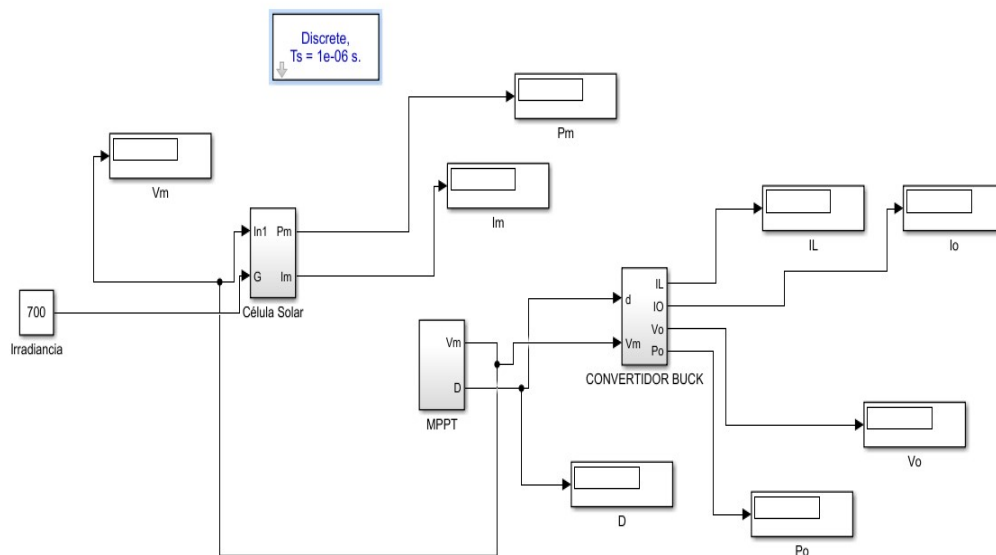 Discrete,
Ts = 1e-06 s.
Pm
Vm
Im
IL
Io
In1 Pm
G Im
Célula Solar
700
Irradiancia
Vm
D
MPPT
d IL
IO
Vm Vo
Po
CONVERTIDOR BUCK
Vo
D
Po